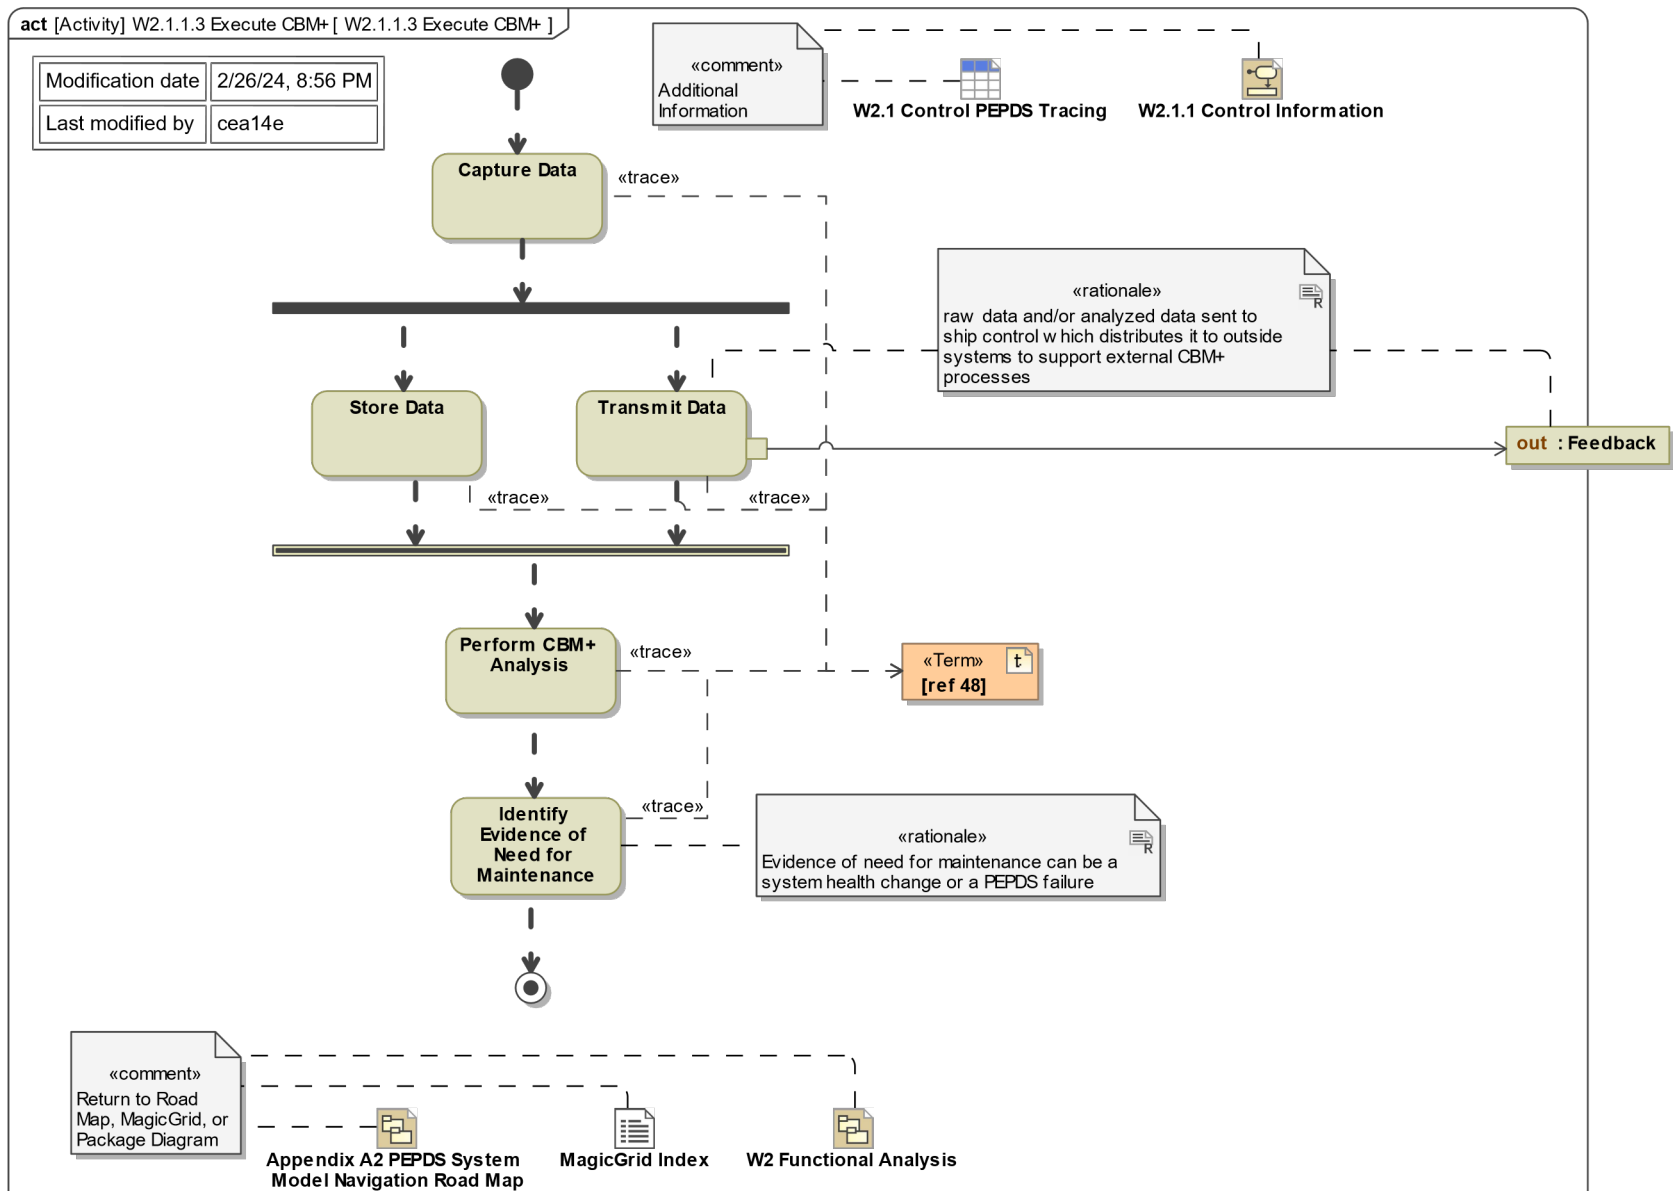 act [Activity] W2.1.1.3 Execute CBM+ [ W2.1.1.3 Execute CBM+ ]
Modification date 2/26/24, 8:56 PM
Last modified by cea14e
«comment»
Additional
Information
W2.1 Control PEPDS Tracing
W2.1.1 Control Information
Capture Data
«trace»
«rationale»
R
raw data and/or analyzed data sent to
ship control which distributes it to outside
systems to support external CBM+
processes
Store Data
Transmit Data
out : Feedback
«trace»
«trace»
Perform CBM+
Analysis
«trace»
«Term»
t
[ref 48]
Identify
Evidence of
Need for
Maintenance
«trace»
«rationale»
R
Evidence of need for maintenance can be a
system health change or a PEPDS failure
«comment»
Return to Road
Map, MagicGrid, or
Package Diagram
Appendix A2 PEPDS System
Model Navigation Road Map
MagicGrid Index
W2 Functional Analysis